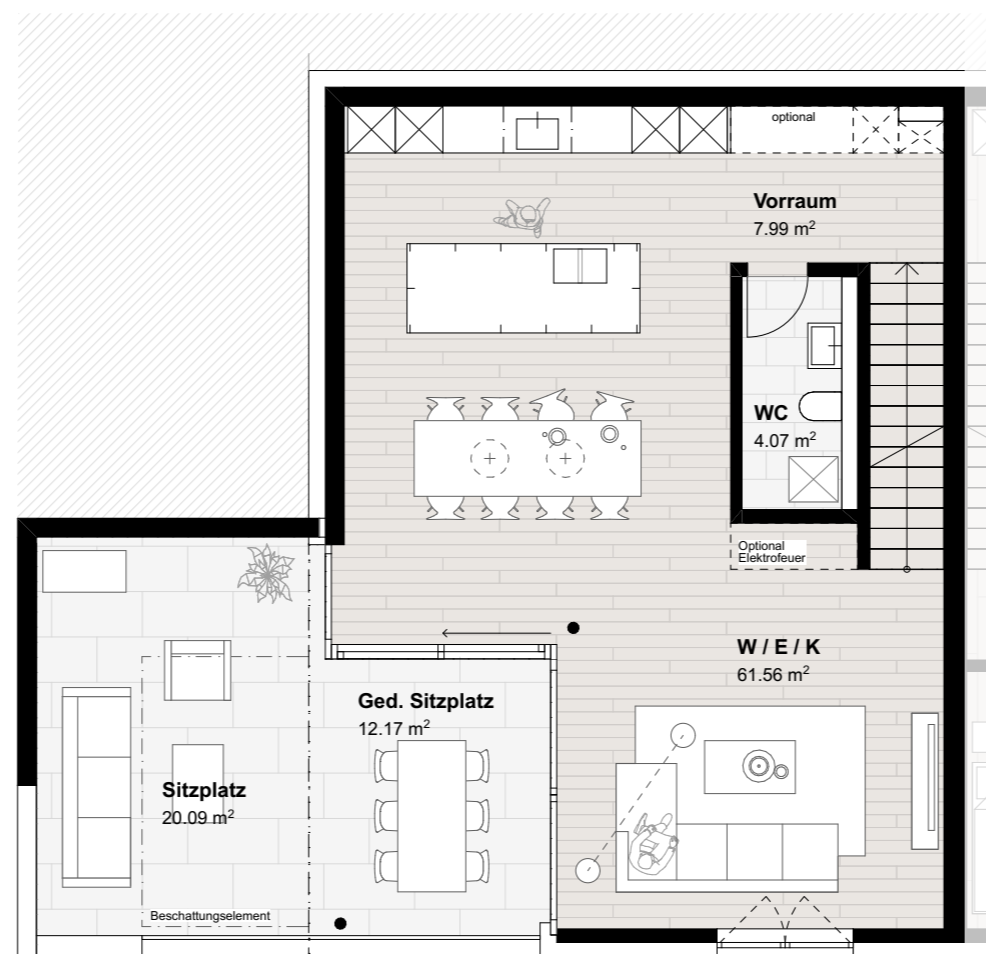 optional
Vorraum
7.99 m²
WC
4.07 m²
Optional
Elektrofeuer
W / E / K
61.56 m²
Ged. Sitzplatz
12.17 m²
Sitzplatz
20.09 m²
Beschattungselement